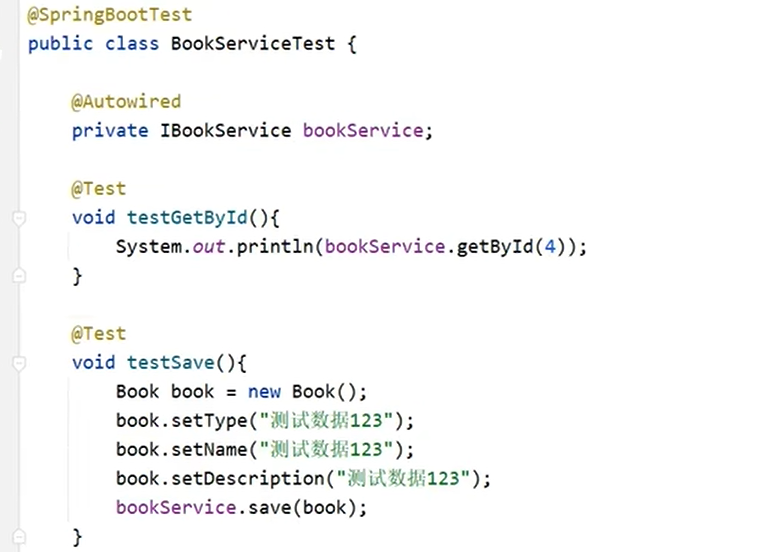 @SpringBootTest
public class BookServiceTest {
@Autowired
private IBookService bookService;
@Test
void testGetById(){
System.out.println(bookService.getById(4));
}
@Test
void testSave(){
Book book = new Book();
book.setType("测试数据123");
book.setName("测试数据123");
book.setDescription("测试数据123");
bookService.save(book);
}